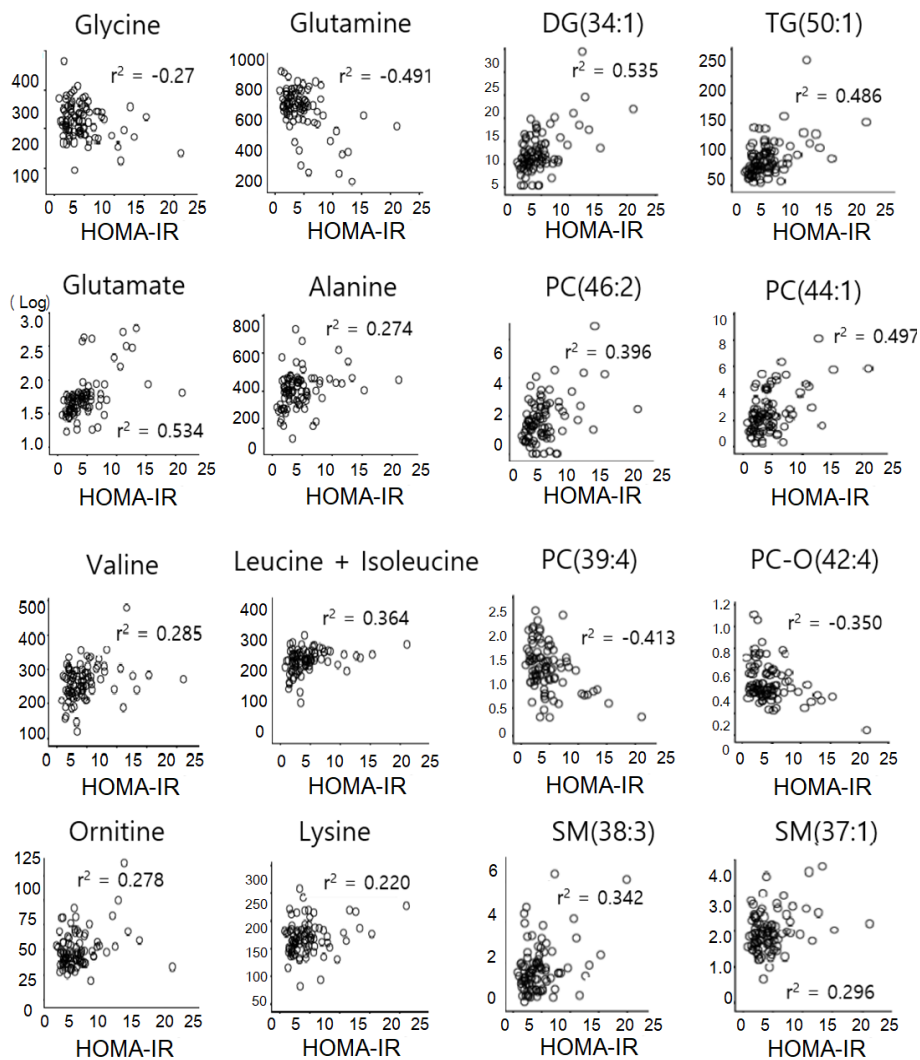 Glycine
400
300
200
100
r² = -0.27
0 5 10 15 20 25
HOMA-IR
Glutamine
1000
800
600
400
200
r² = -0.491
0 5 10 15 20 25
HOMA-IR
DG(34:1)
30
25
20
15
10
5
r² = 0.535
0 5 10 15 20 25
HOMA-IR
TG(50:1)
250
200
150
100
50
r² = 0.486
0 5 10 15 20 25
HOMA-IR
Glutamate
( Log)
3.0
2.5
2.0
1.5
1.0
r² = 0.534
0 5 10 15 20 25
HOMA-IR
Alanine
800
600
400
200
0
r² = 0.274
0 5 10 15 20 25
HOMA-IR
PC(46:2)
6
4
2
0
r² = 0.396
0 5 10 15 20 25
HOMA-IR
PC(44:1)
10
8
6
4
2
0
r² = 0.497
0 5 10 15 20 25
HOMA-IR
Valine
500
400
300
200
100
r² = 0.285
0 5 10 15 20 25
HOMA-IR
Leucine + Isoleucine
400
300
200
100
0
r² = 0.364
0 5 10 15 20 25
HOMA-IR
PC(39:4)
2.5
2.0
1.5
1.0
0.5
0
r² = -0.413
0 5 10 15 20 25
HOMA-IR
PC-O(42:4)
1.2
1.0
0.8
0.6
0.4
0.2
0
r² = -0.350
0 5 10 15 20 25
HOMA-IR
Ornitine
125
100
75
50
25
0
r² = 0.278
0 5 10 15 20 25
HOMA-IR
Lysine
300
250
200
150
100
50
r² = 0.220
0 5 10 15 20 25
HOMA-IR
SM(38:3)
6
4
2
0
r² = 0.342
0 5 10 15 20 25
HOMA-IR
SM(37:1)
4.0
3.0
2.0
1.0
0
r² = 0.296
0 5 10 15 20 25
HOMA-IR